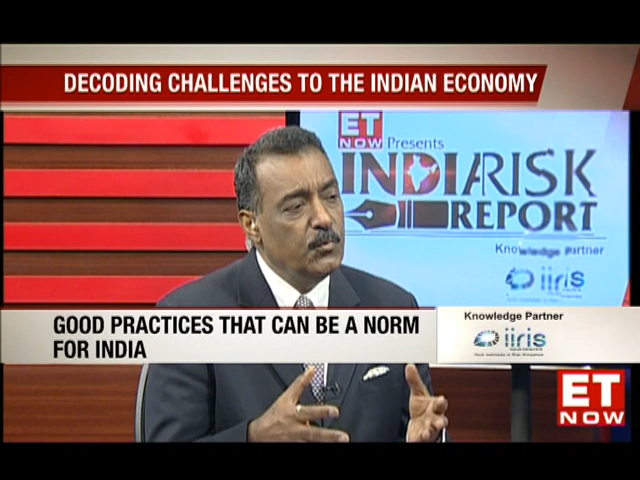 DECODING CHALLENGES TO THE INDIAN ECONOMY
ET
NOW
Presents
INDIA RISK
REPORT
Knowledge Partner
iiris
GOOD PRACTICES THAT CAN BE A NORM
FOR INDIA
Knowledge Partner
iiris
ET
NOW